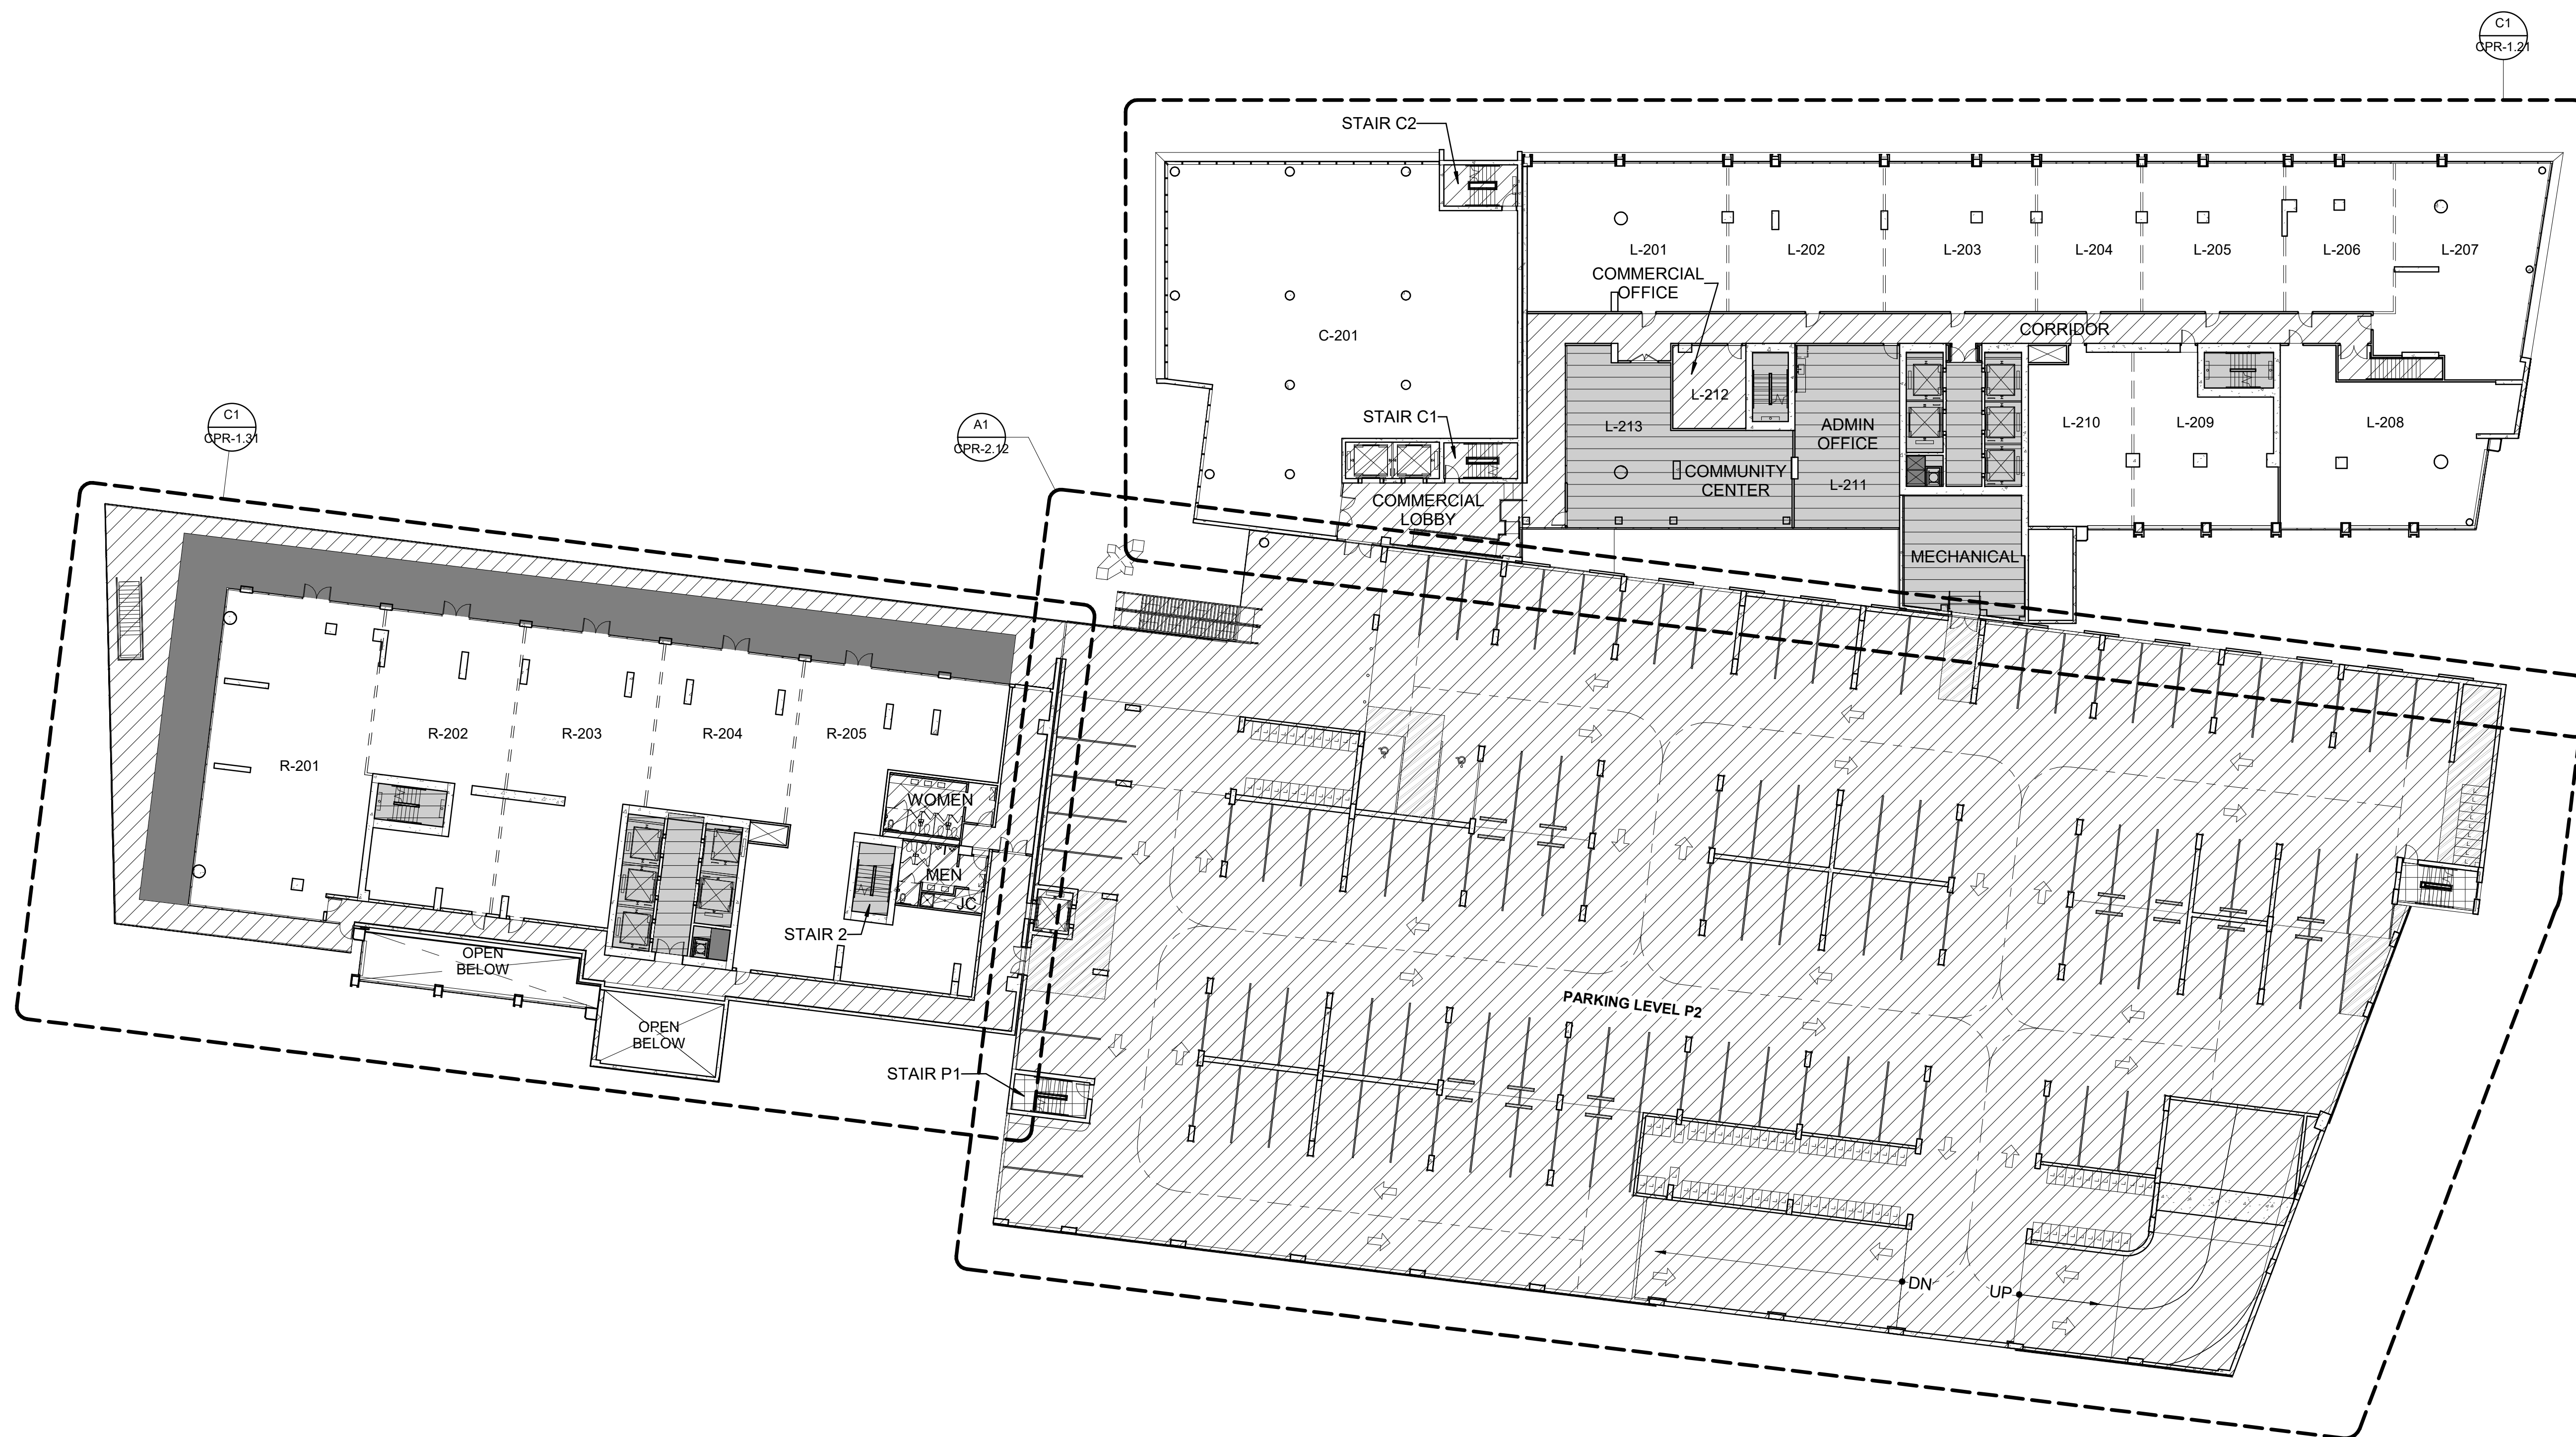 C1
CPR-1.21
STAIR C2
L-201
L-202
L-203
L-204
L-205
L-206
L-207
COMMERCIAL
OFFICE
C-201
CORRIDOR
L-212
STAIR C1
L-213
ADMIN
OFFICE
L-210
L-209
L-208
C1
CPR-1.31
A1
CPR-2.12
COMMUNITY
CENTER
L-211
COMMERCIAL
LOBBY
MECHANICAL
R-202
R-203
R-204
R-205
R-201
WOMEN
MEN
JC
STAIR 2
OPEN
BELOW
OPEN
BELOW
PARKING LEVEL P2
STAIR P1
DN
UP